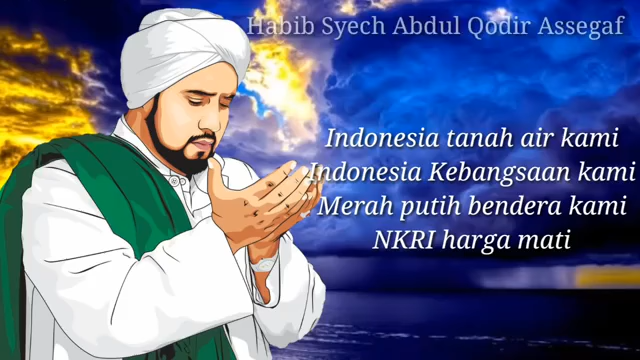 Habib Syech Abdul Qodir Assegaf
Indonesia tanah air kami
Indonesia Kebangsaan kami
Merah putih bendera kami
NKRI harga mati